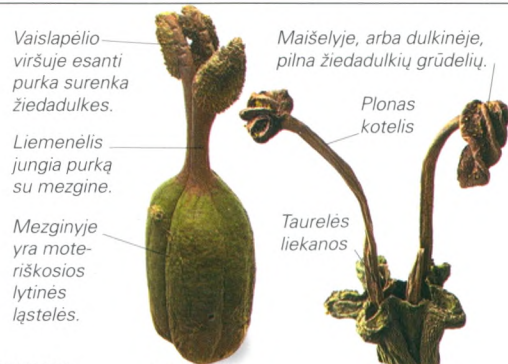 Vaislapėlio
viršuje esanti
purka surenka
žiedadulkes.
Liemenėlis
jungia purką
su mezgine.
Mezginyje
yra mote-
riškosios
lytinės
ląstelės.
Maišelyje, arba dulkinėje,
pilna žiedadulkių grūdelių.
Plonas
kotelis
Taurelės
liekanos